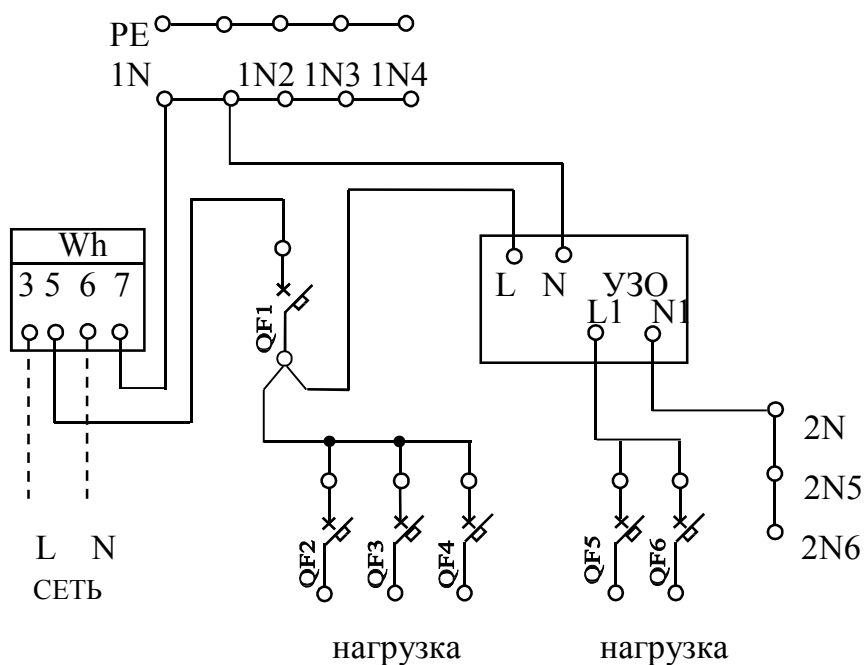 PE
1N 1N2 1N3 1N4
Wh
3 5 6 7
L N УЗО
L1 N1
QF1
2N
2N5
2N6
QF2 QF3 QF4 QF5 QF6
L N
СЕТЬ
нагрузка нагрузка